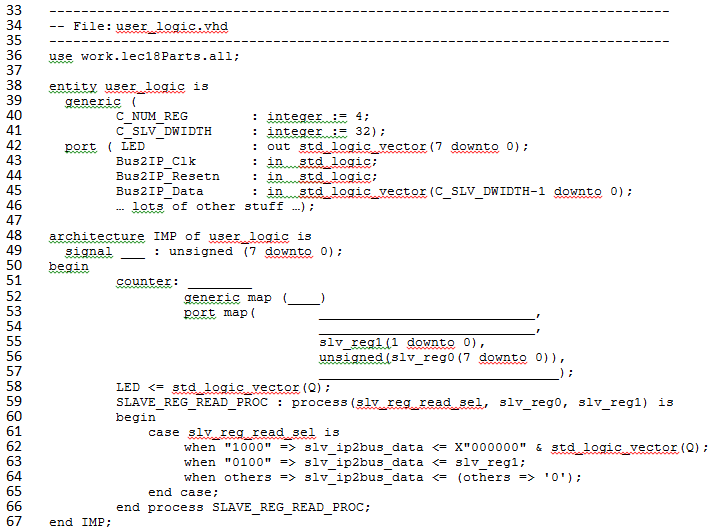 33 -----------------------------------------------------------------------------
34 -- File: user_logic.vhd
35 -----------------------------------------------------------------------------
36 use work.lec18Parts.all;
37
38 entity user_logic is
39 generic (
40 C_NUM_REG : integer := 4;
41 C_SLV_DWIDTH : integer := 32);
42 port ( LED : out std_logic_vector(7 downto 0);
43 Bus2IP_Clk : in std_logic;
44 Bus2IP_Resetn : in std_logic;
45 Bus2IP_Data : in std_logic_vector(C_SLV_DWIDTH-1 downto 0);
46 … lots of other stuff …);
47
48 architecture IMP of user_logic is
49 signal ___ : unsigned (7 downto 0);
50 begin
51 counter: ________
52 generic map (____)
53 port map( ___________________________,
54 ___________________________,
55 slv_reg1(1 downto 0),
56 unsigned(slv_reg0(7 downto 0)),
57 ______________________________);
58 LED <= std_logic_vector(Q);
59 SLAVE_REG_READ_PROC : process(slv_reg_read_sel, slv_reg0, slv_reg1) is
60 begin
61 case slv_reg_read_sel is
62 when "1000" => slv_ip2bus_data <= X"000000" & std_logic_vector(Q);
63 when "0100" => slv_ip2bus_data <= slv_reg1;
64 when others => slv_ip2bus_data <= (others => '0');
65 end case;
66 end process SLAVE_REG_READ_PROC;
67 end IMP;